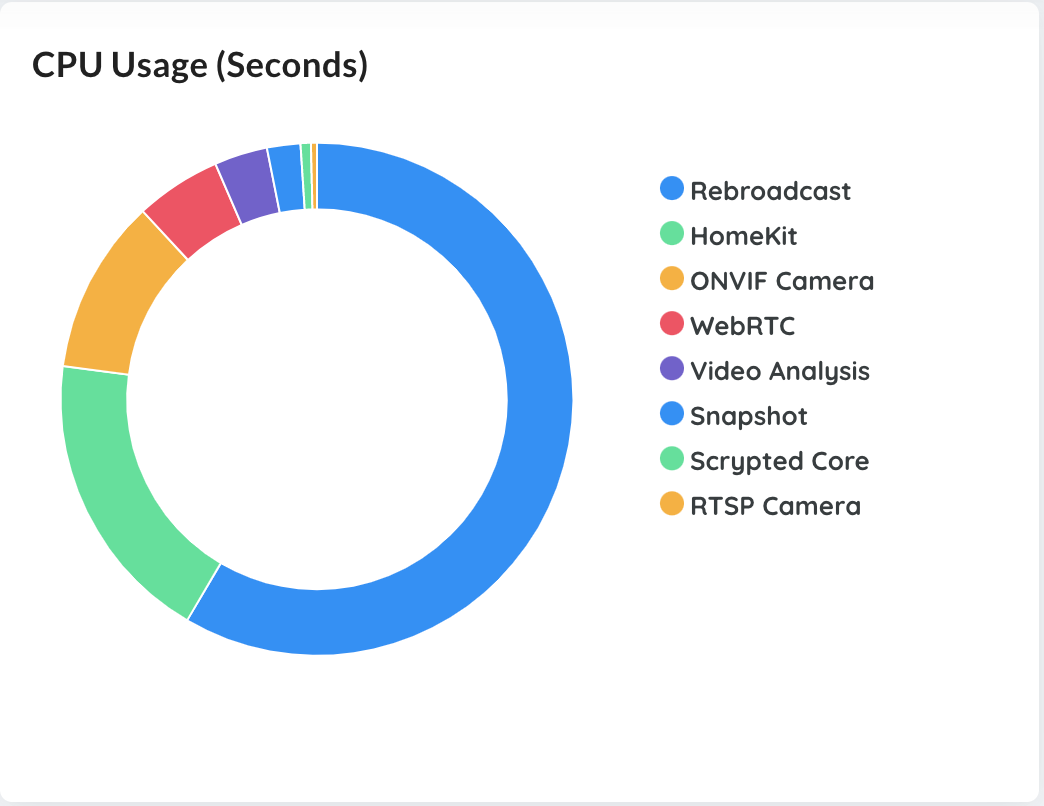 CPU Usage (Seconds)
Rebroadcast
HomeKit
ONVIF Camera
WebRTC
Video Analysis
Snapshot
Scrypted Core
RTSP Camera